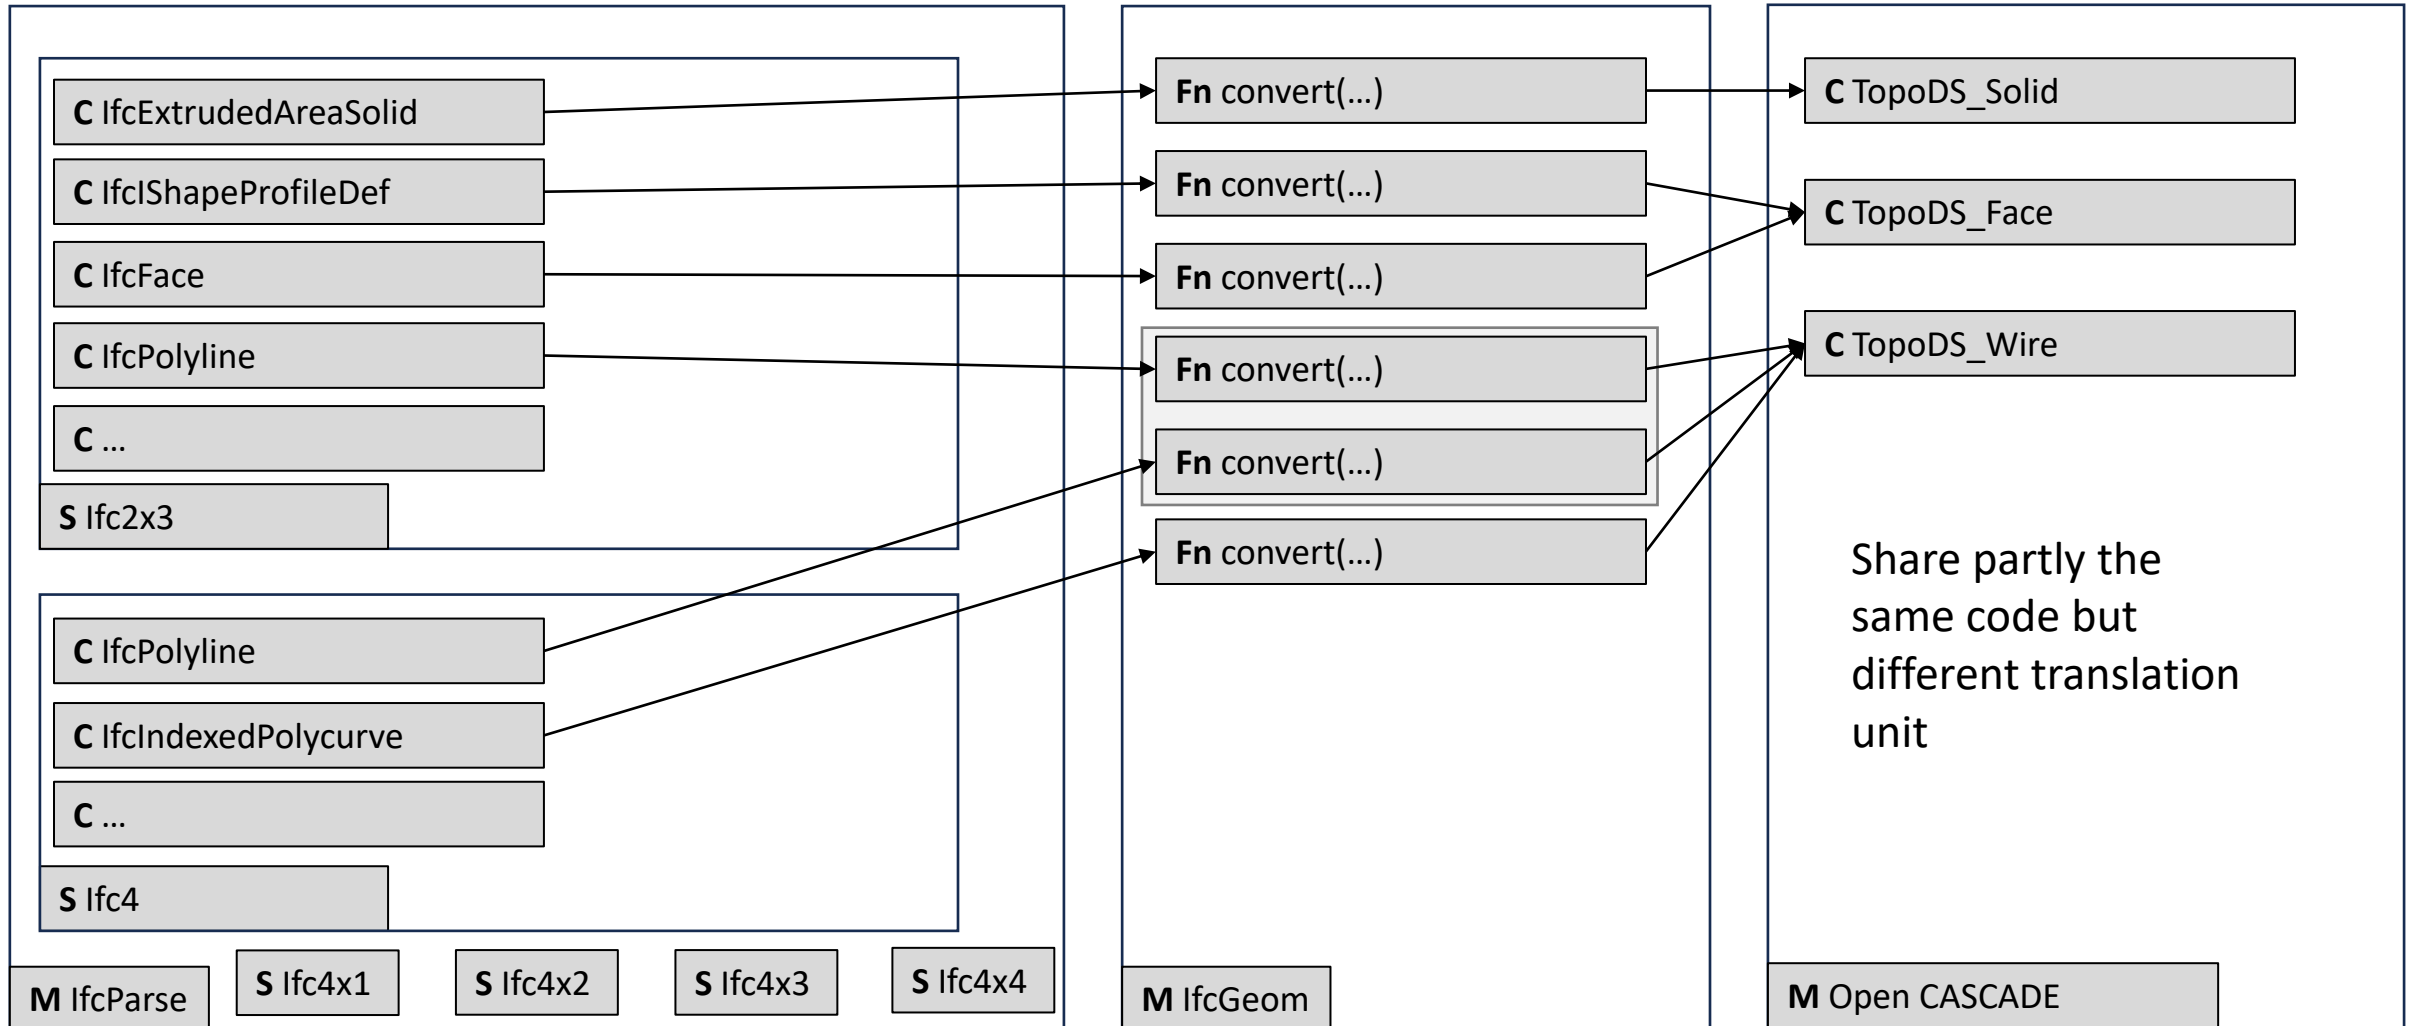 C IfcExtrudedAreaSolid
C IfcIShapeProfileDef
C IfcFace
C IfcPolyline
C ...
S Ifc2x3
C IfcPolyline
C IfcIndexedPolycurve
C ...
S Ifc4
M IfcParse
S Ifc4x1
S Ifc4x2
S Ifc4x3
S Ifc4x4
Fn convert(...)
Fn convert(...)
Fn convert(...)
Fn convert(...)
Fn convert(...)
Fn convert(...)
M IfcGeom
C TopoDS_Solid
C TopoDS_Face
C TopoDS_Wire
Share partly the
same code but
different translation
unit
M Open CASCADE